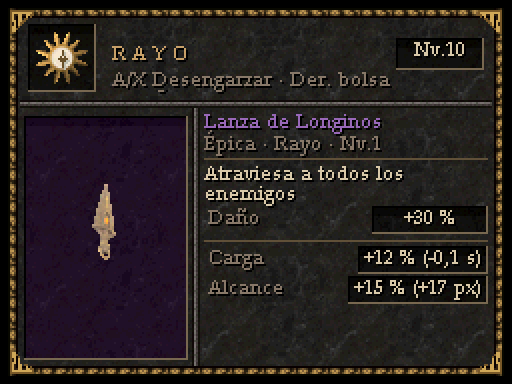 RAYO
Nv.10
A/X Desengarzar · Der. bolsa
Lanza de Longinos
Épica · Rayo · Nv.1
Atraviesa a todos los
enemigos
Daño +30 %
Carga +12 % (-0,1 s)
Alcance +15 % (+17 px)